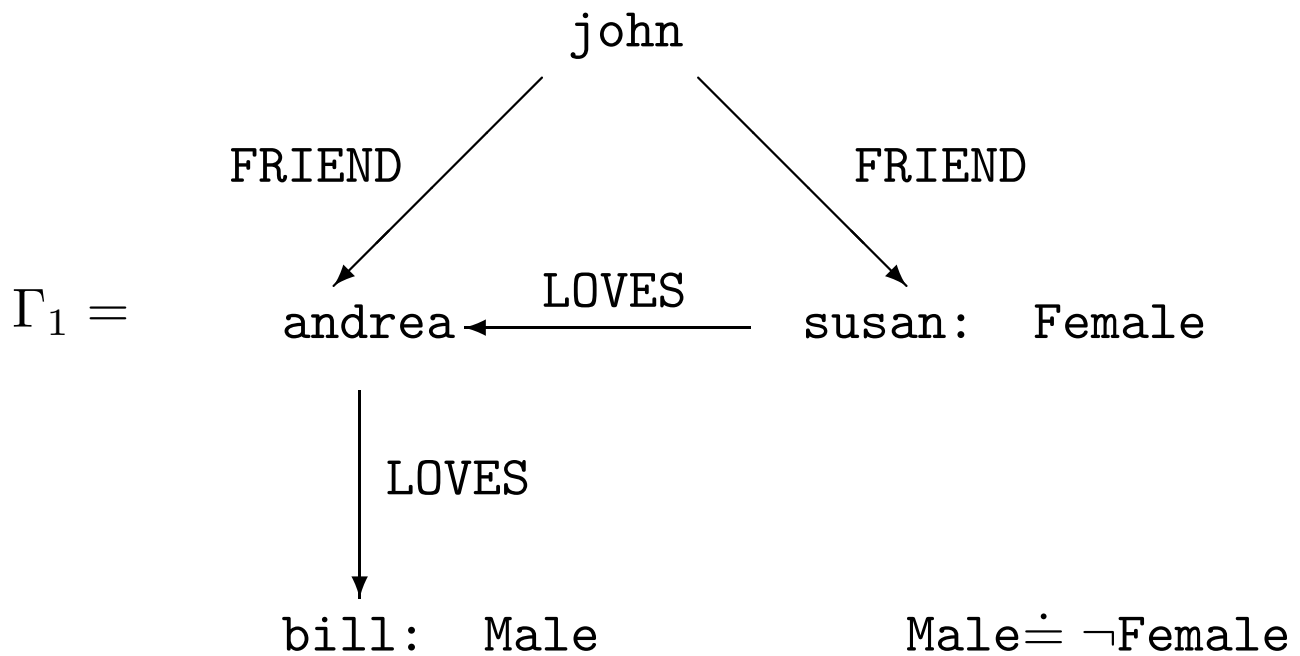 john
FRIEND FRIEND
LOVES
Γ₁ = andrea susan: Female
LOVES
bill: Male Male≐ ¬Female